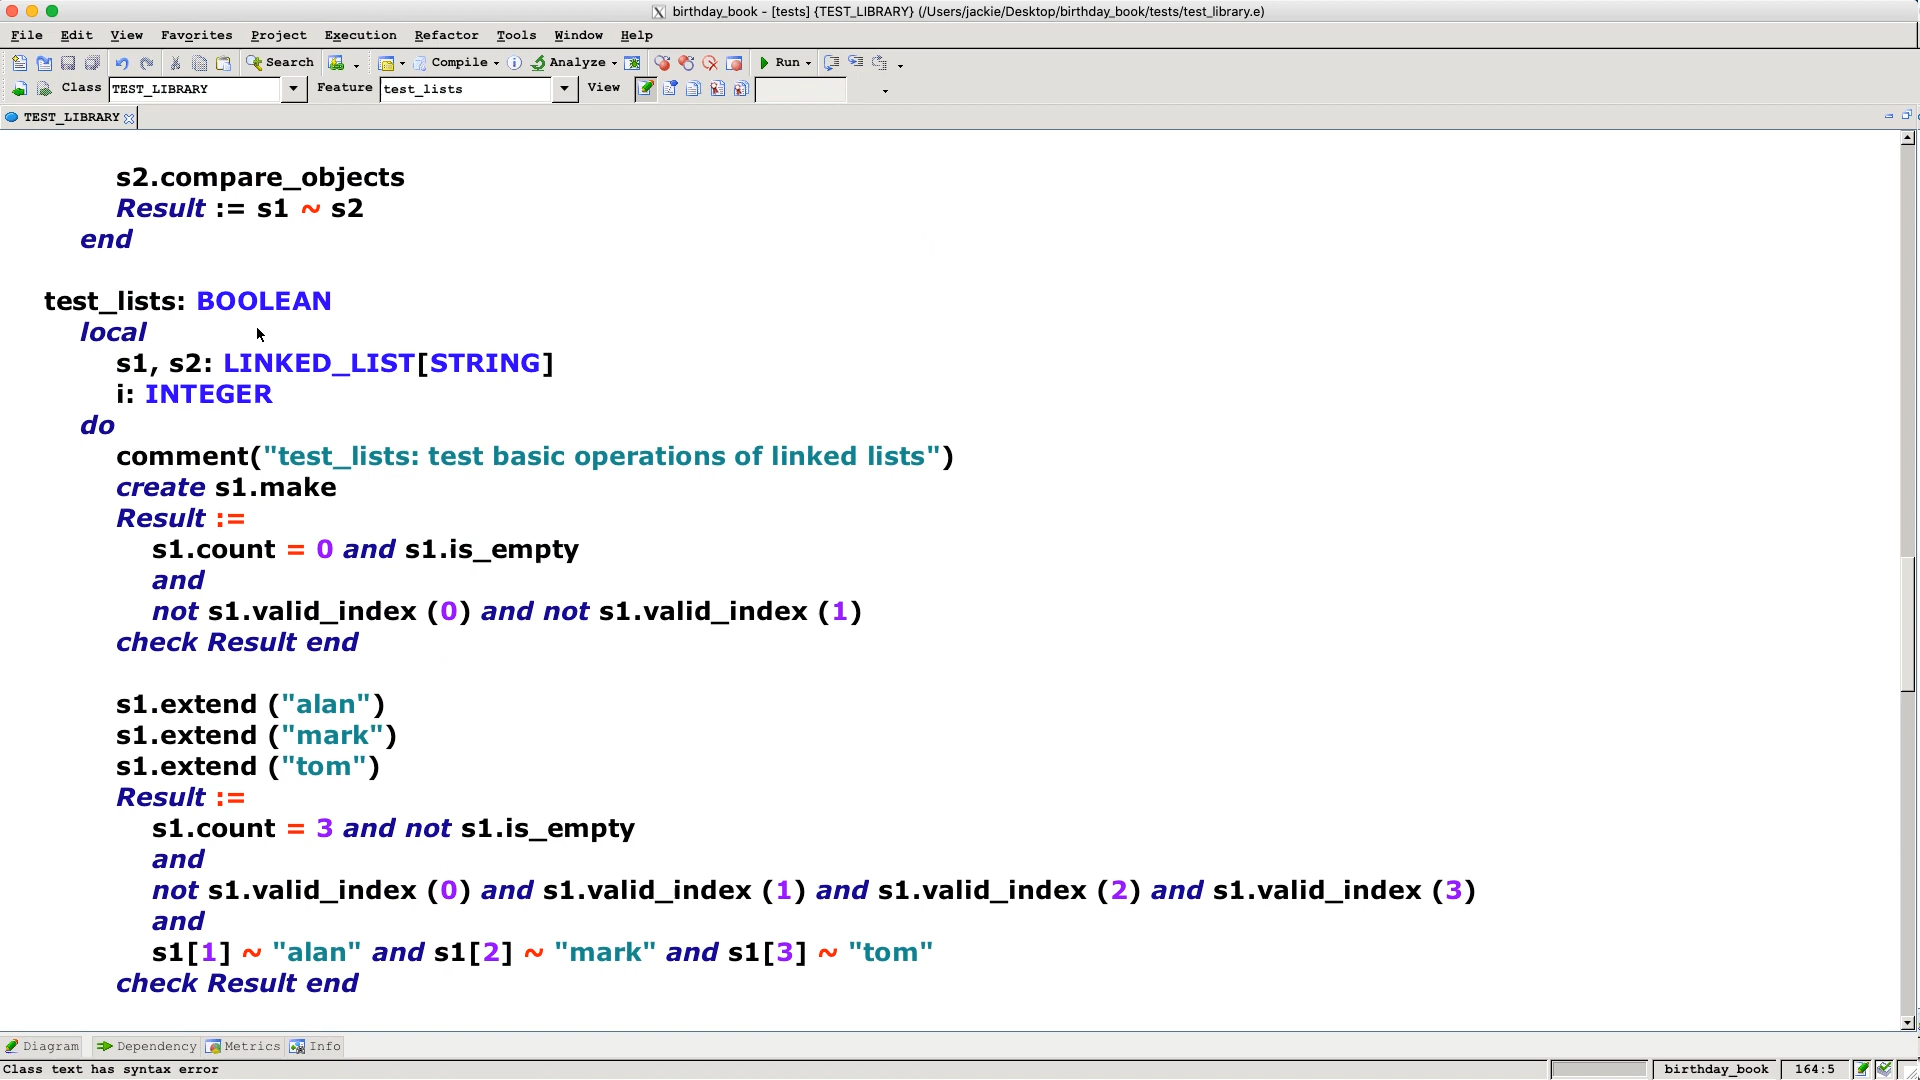 birthday_book - [tests] {TEST_LIBRARY} (/Users/jackie/Desktop/birthday_book/tests/test_library.e)
File Edit View Favorites Project Execution Refactor Tools Window Help
Search Compile Analyze Run
Class TEST_LIBRARY Feature test_lists View
TEST_LIBRARY
s2.compare_objects
Result := s1 ~ s2
end
test_lists: BOOLEAN
local
s1, s2: LINKED_LIST[STRING]
i: INTEGER
do
comment("test_lists: test basic operations of linked lists")
create s1.make
Result :=
s1.count = 0 and s1.is_empty
and
not s1.valid_index (0) and not s1.valid_index (1)
check Result end
s1.extend ("alan")
s1.extend ("mark")
s1.extend ("tom")
Result :=
s1.count = 3 and not s1.is_empty
and
not s1.valid_index (0) and s1.valid_index (1) and s1.valid_index (2) and s1.valid_index (3)
and
s1[1] ~ "alan" and s1[2] ~ "mark" and s1[3] ~ "tom"
check Result end
Diagram Dependency Metrics Info
Class text has syntax error birthday_book 164:5